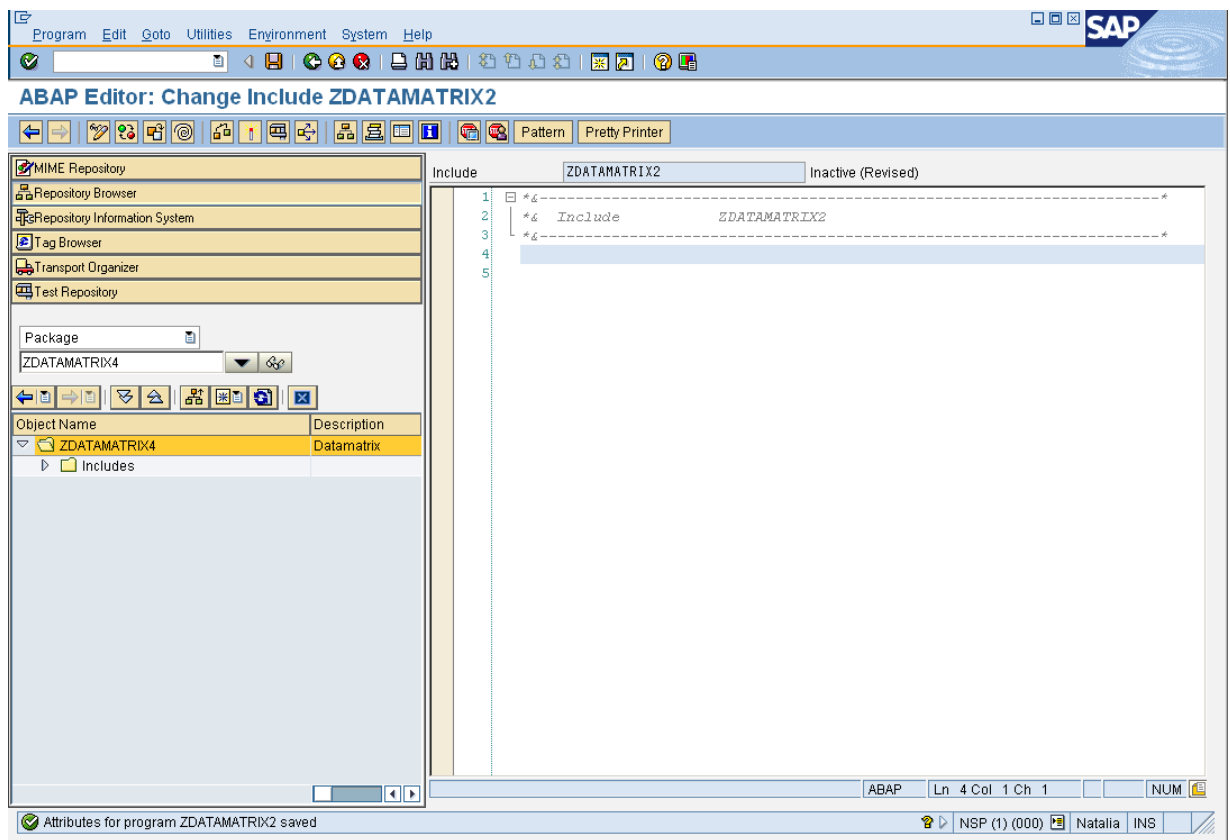 Program Edit Goto Utilities Environment System Help
SAP
ABAP Editor: Change Include ZDATAMATRIX2
Pattern Pretty Printer
MIME Repository
Repository Browser
Repository Information System
Tag Browser
Transport Organizer
Test Repository
Package
ZDATAMATRIX4
Object Name Description
ZDATAMATRIX4 Datamatrix
Includes
Include ZDATAMATRIX2 Inactive (Revised)
1 *&---------------------------------------------------------------------*
2 *&  Include           ZDATAMATRIX2
3 *&---------------------------------------------------------------------*
4
5
ABAP Ln 4 Col 1 Ch 1 NUM
Attributes for program ZDATAMATRIX2 saved NSP (1) (000) Natalia INS